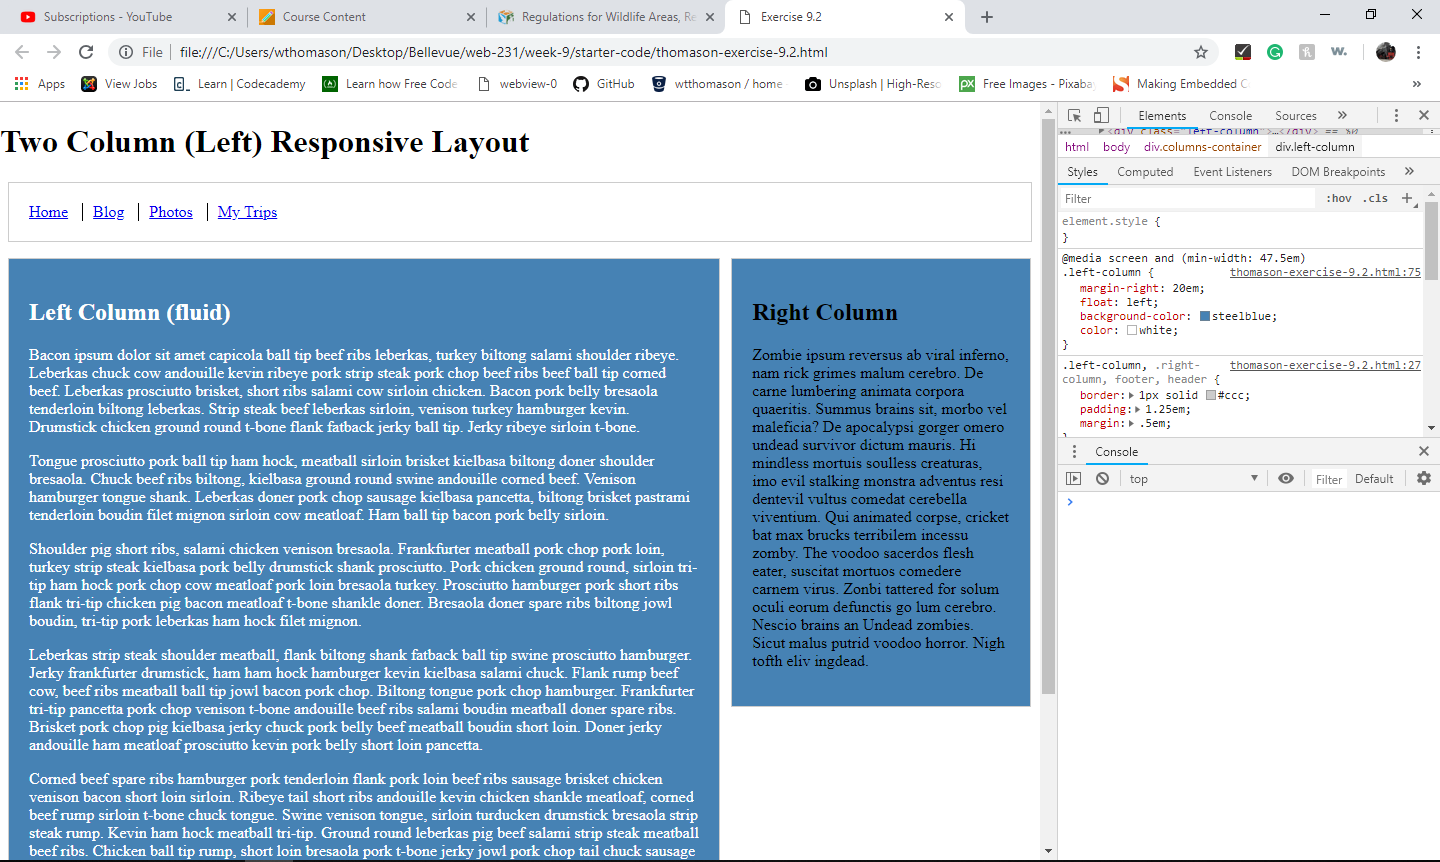 Subscriptions - YouTube
Course Content
Regulations for Wildlife Areas, Re
Exercise 9.2
File
file:///C:/Users/wthomason/Desktop/Bellevue/web-231/week-9/starter-code/thomason-exercise-9.2.html
Apps
View Jobs
Learn | Codecademy
Learn how Free Code
webview-0
GitHub
wtthomason / home
Unsplash | High-Reso
Free Images - Pixaba
Making Embedded C
»
Two Column (Left) Responsive Layout
Home
Blog
Photos
My Trips
Left Column (fluid)
Bacon ipsum dolor sit amet capicola ball tip beef ribs leberkas, turkey biltong salami shoulder ribeye.
Leberkas chuck cow andouille kevin ribeye pork strip steak pork chop beef ribs beef ball tip corned
beef. Leberkas prosciutto brisket, short ribs salami cow sirloin chicken. Bacon pork belly bresaola
tenderloin biltong leberkas. Strip steak beef leberkas sirloin, venison turkey hamburger kevin.
Drumstick chicken ground round t-bone flank fatback jerky ball tip. Jerky ribeye sirloin t-bone.
Tongue prosciutto pork ball tip ham hock, meatball sirloin brisket kielbasa biltong doner shoulder
bresaola. Chuck beef ribs biltong, kielbasa ground round swine andouille corned beef. Venison
hamburger tongue shank. Leberkas doner pork chop sausage kielbasa pancetta, biltong brisket pastrami
tenderloin boudin filet mignon sirloin cow meatloaf. Ham ball tip bacon pork belly sirloin.
Shoulder pig short ribs, salami chicken venison bresaola. Frankfurter meatball pork chop pork loin,
turkey strip steak kielbasa pork belly drumstick shank prosciutto. Pork chicken ground round, sirloin tri-
tip ham hock pork chop cow meatloaf pork loin bresaola turkey. Prosciutto hamburger pork short ribs
flank tri-tip chicken pig bacon meatloaf t-bone shankle doner. Bresaola doner spare ribs biltong jowl
boudin, tri-tip pork leberkas ham hock filet mignon.
Leberkas strip steak shoulder meatball, flank biltong shank fatback ball tip swine prosciutto hamburger.
Jerky frankfurter drumstick, ham ham hock hamburger kevin kielbasa salami chuck. Flank rump beef
cow, beef ribs meatball ball tip jowl bacon pork chop. Biltong tongue pork chop hamburger. Frankfurter
tri-tip pancetta pork chop venison t-bone andouille beef ribs salami boudin meatball doner spare ribs.
Brisket pork chop pig kielbasa jerky chuck pork belly beef meatball boudin short loin. Doner jerky
andouille ham meatloaf prosciutto kevin pork belly short loin pancetta.
Corned beef spare ribs hamburger pork tenderloin flank pork loin beef ribs sausage brisket chicken
venison bacon short loin sirloin. Ribeye tail short ribs andouille kevin chicken shankle meatloaf, corned
beef rump sirloin t-bone chuck tongue. Swine venison tongue, sirloin turducken drumstick bresaola strip
steak rump. Kevin ham hock meatball tri-tip. Ground round leberkas pig beef salami strip steak meatball
beef ribs. Chicken ball tip rump, short loin bresaola pork t-bone jerky jowl pork chop tail chuck sausage
Right Column
Zombie ipsum reversus ab viral inferno,
nam rick grimes malum cerebro. De
carne lumbering animata corpora
quaeritis. Summus brains sit, morbo vel
maleficia? De apocalypsi gorger omero
undead survivor dictum mauris. Hi
mindless mortuis soulless creaturas,
imo evil stalking monstra adventus resi
dentevil vultus comedat cerebella
viventium. Qui animated corpse, cricket
bat max brucks terribilem incessu
zomby. The voodoo sacerdos flesh
eater, suscitat mortuos comedere
carnem virus. Zonbi tattered for solum
oculi eorum defunctis go lum cerebro.
Nescio brains an Undead zombies.
Sicut malus putrid voodoo horror. Nigh
tofth eliv ingdead.
Elements
Console
Sources
»
<div class="left-column">…</div> == $0
html
body
div.columns-container
div.left-column
Styles
Computed
Event Listeners
DOM Breakpoints
»
Filter
:hov
.cls
+
element.style {
}
@media screen and (min-width: 47.5em)
.left-column {
thomason-exercise-9.2.html:75
margin-right: 20em;
float: left;
background-color: steelblue;
color: white;
}
.left-column, .right-
thomason-exercise-9.2.html:27
column, footer, header {
border: 1px solid #ccc;
padding: 1.25em;
margin: .5em;
Console
top
Filter
Default